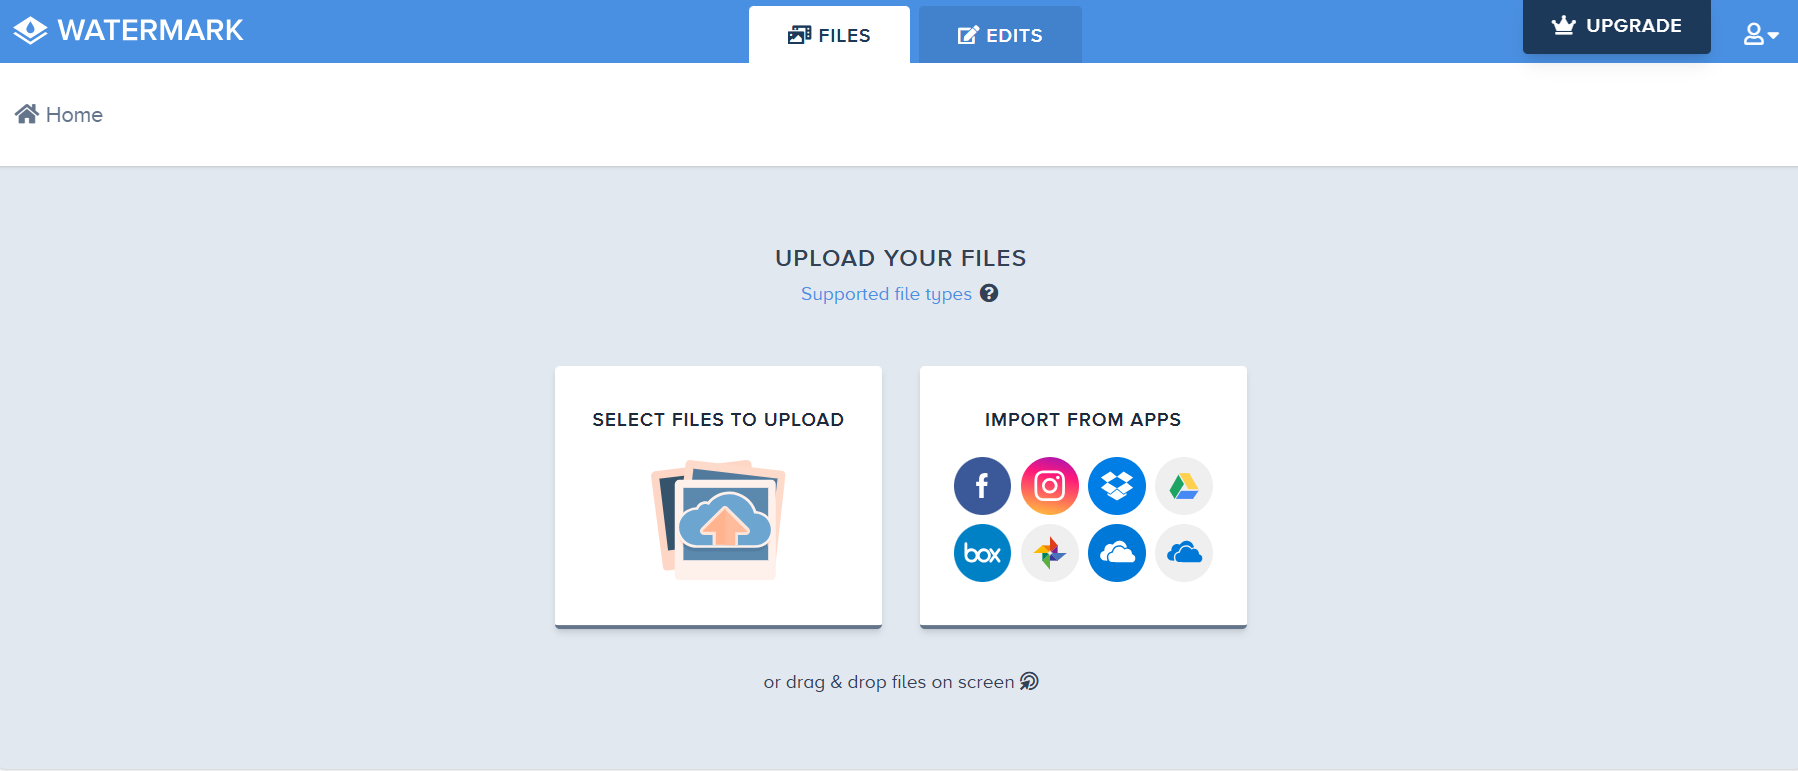 WATERMARK
FILES
EDITS
UPGRADE
Home
UPLOAD YOUR FILES
Supported file types
SELECT FILES TO UPLOAD
IMPORT FROM APPS
box
or drag & drop files on screen